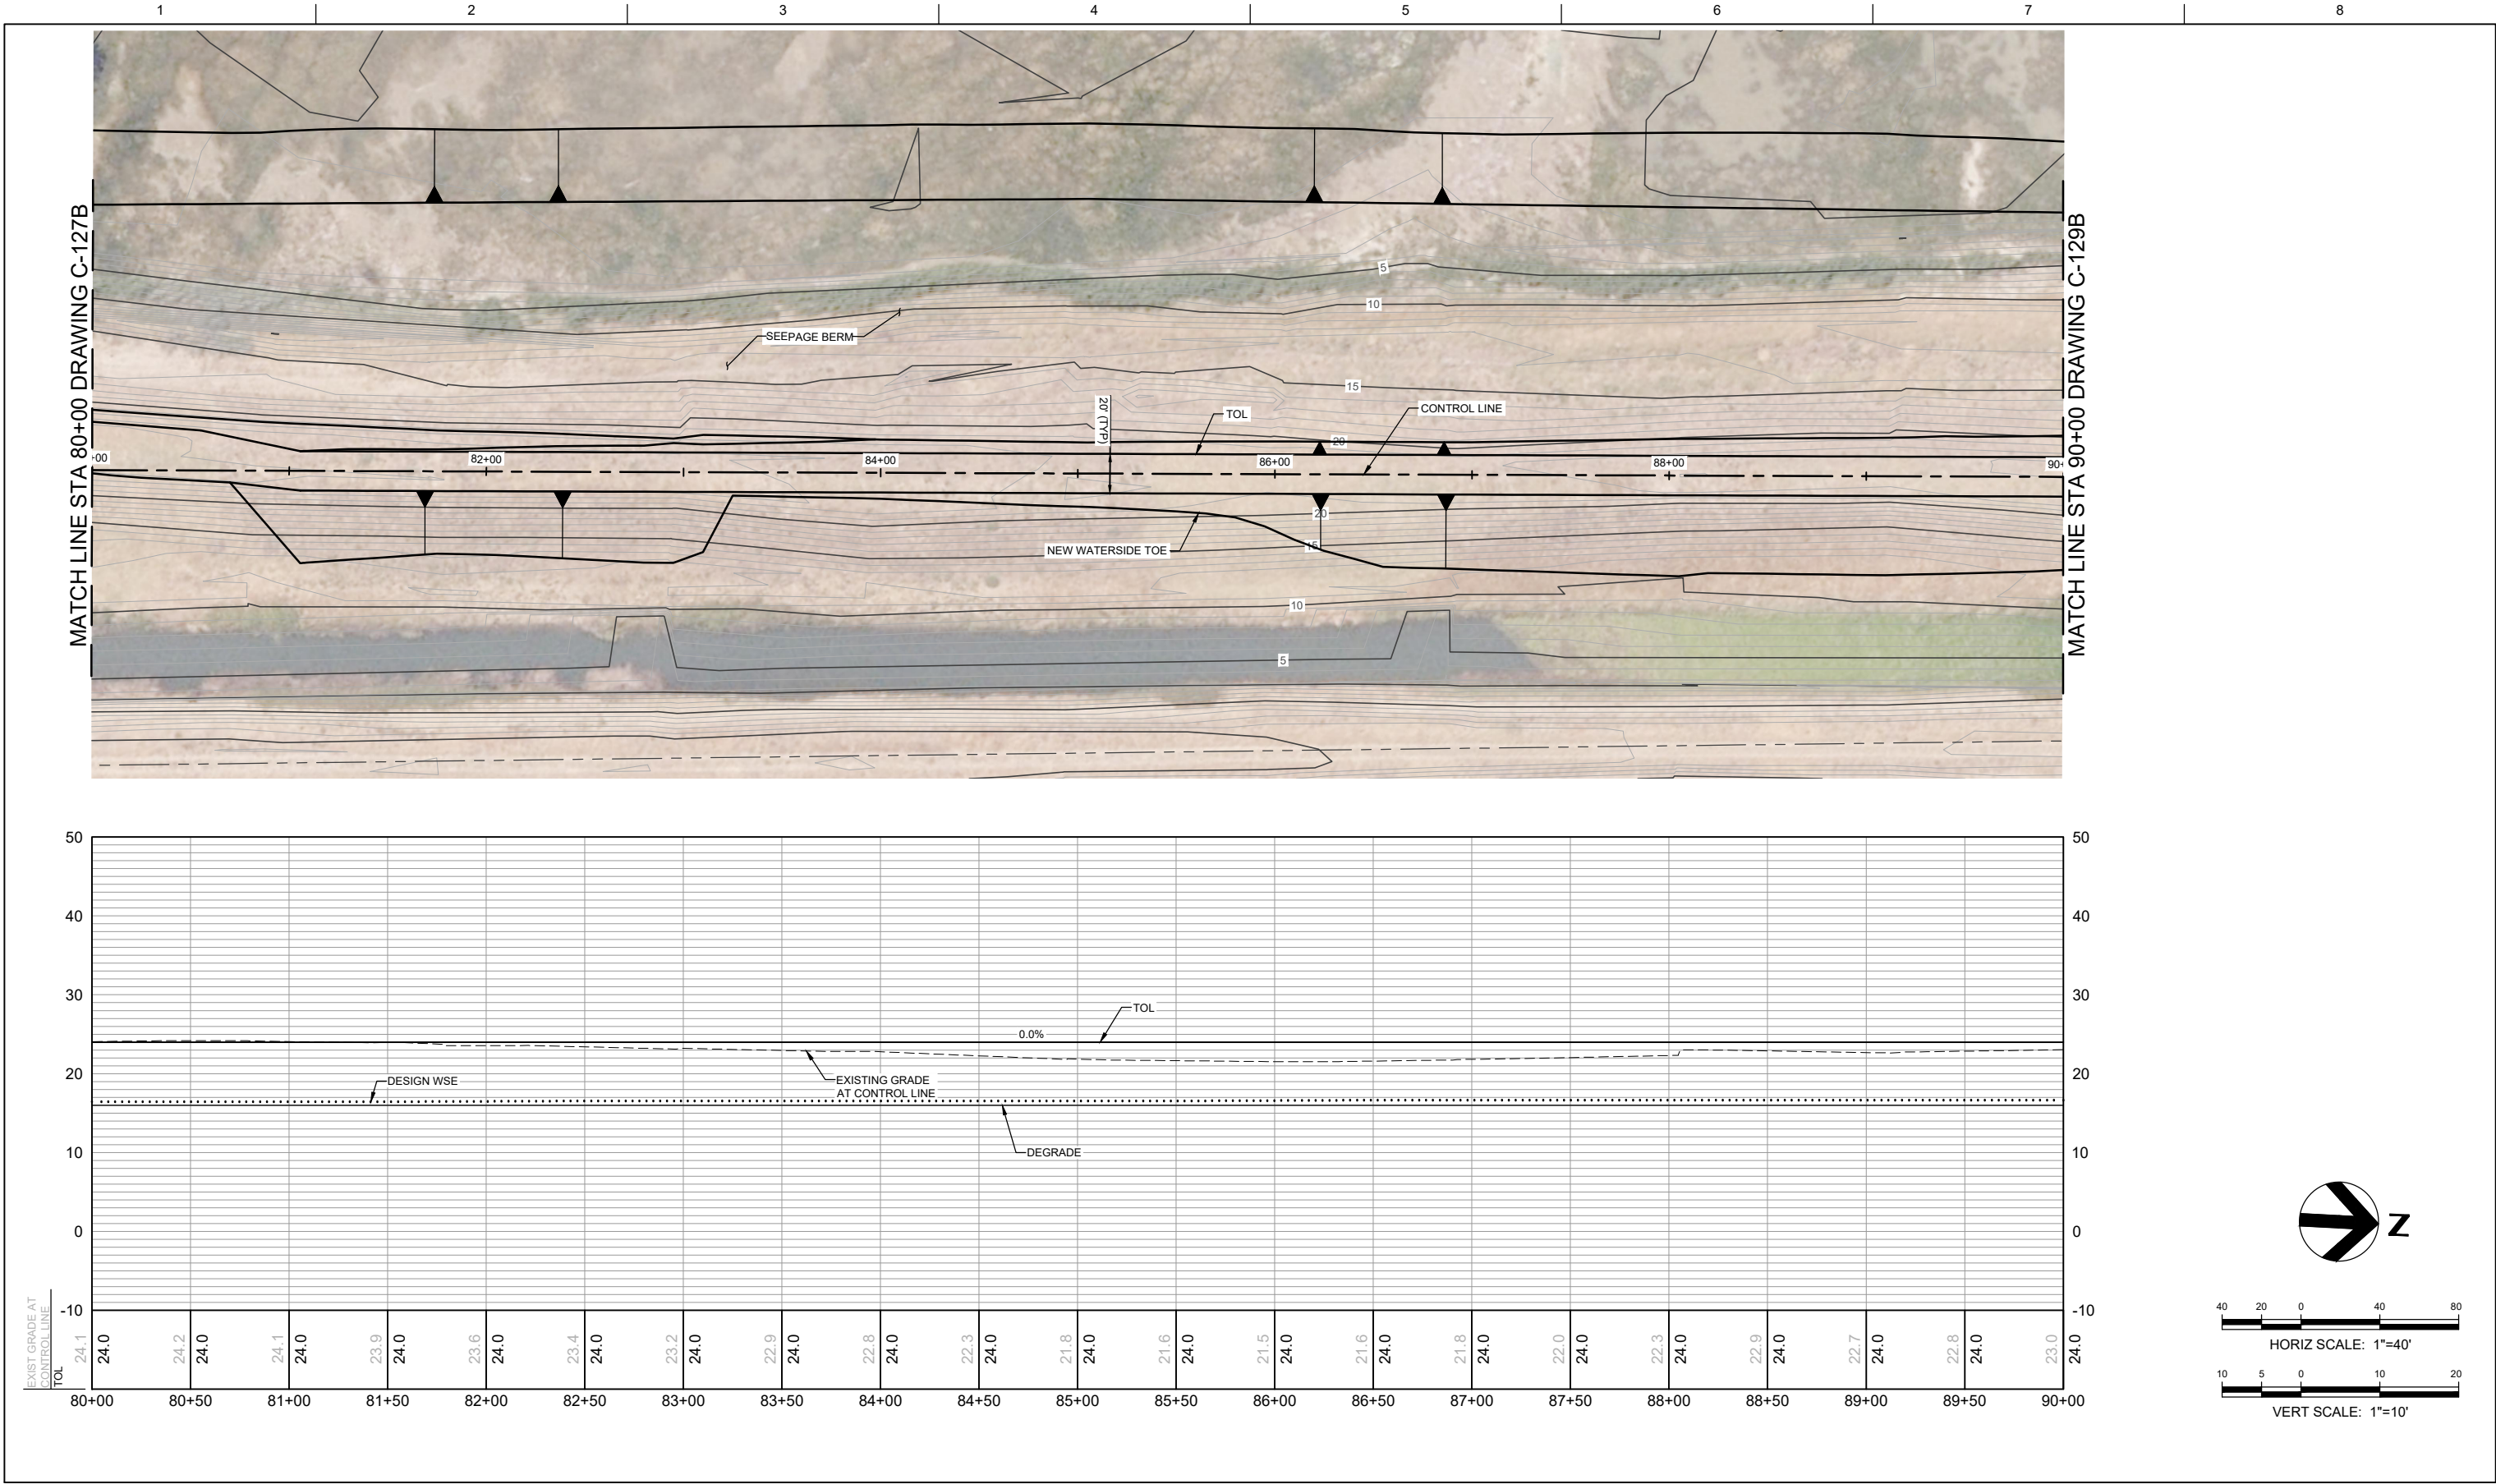 1 2 3 4 5 6 7 8
MATCH LINE STA 80+00 DRAWING C-127B
MATCH LINE STA 90+00 DRAWING C-129B
5
10
SEEPAGE BERM
15
20' (TYP)
TOL
CONTROL LINE
20
+00
82+00
84+00
86+00
88+00
90+
20
NEW WATERSIDE TOE
15
10
5
50 50
40 40
30 30
TOL
0.0%
20 20
DESIGN WSE
EXISTING GRADE
AT CONTROL LINE
10 10
DEGRADE
0 0
-10 -10
EXIST GRADE AT
CONTROL LINE
TOL
24.1 24.2 24.1 23.9 23.6 23.4 23.2 22.9 22.8 22.3 21.8 21.6 21.5 21.6 21.8 22.0 22.3 22.9 22.7 22.8 23.0
24.0 24.0 24.0 24.0 24.0 24.0 24.0 24.0 24.0 24.0 24.0 24.0 24.0 24.0 24.0 24.0 24.0 24.0 24.0 24.0 24.0
80+00 80+50 81+00 81+50 82+00 82+50 83+00 83+50 84+00 84+50 85+00 85+50 86+00 86+50 87+00 87+50 88+00 88+50 89+00 89+50 90+00
N
40 20 0 40 80
HORIZ SCALE: 1"=40'
10 5 0 10 20
VERT SCALE: 1"=10'